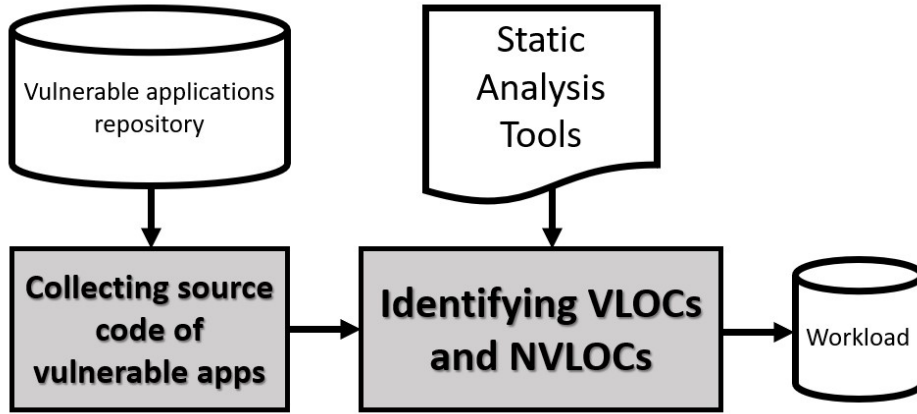 Vulnerable applications
repository
Static
Analysis
Tools
Collecting source
code of
vulnerable apps
Identifying VLOCs
and NVLOCs
Workload